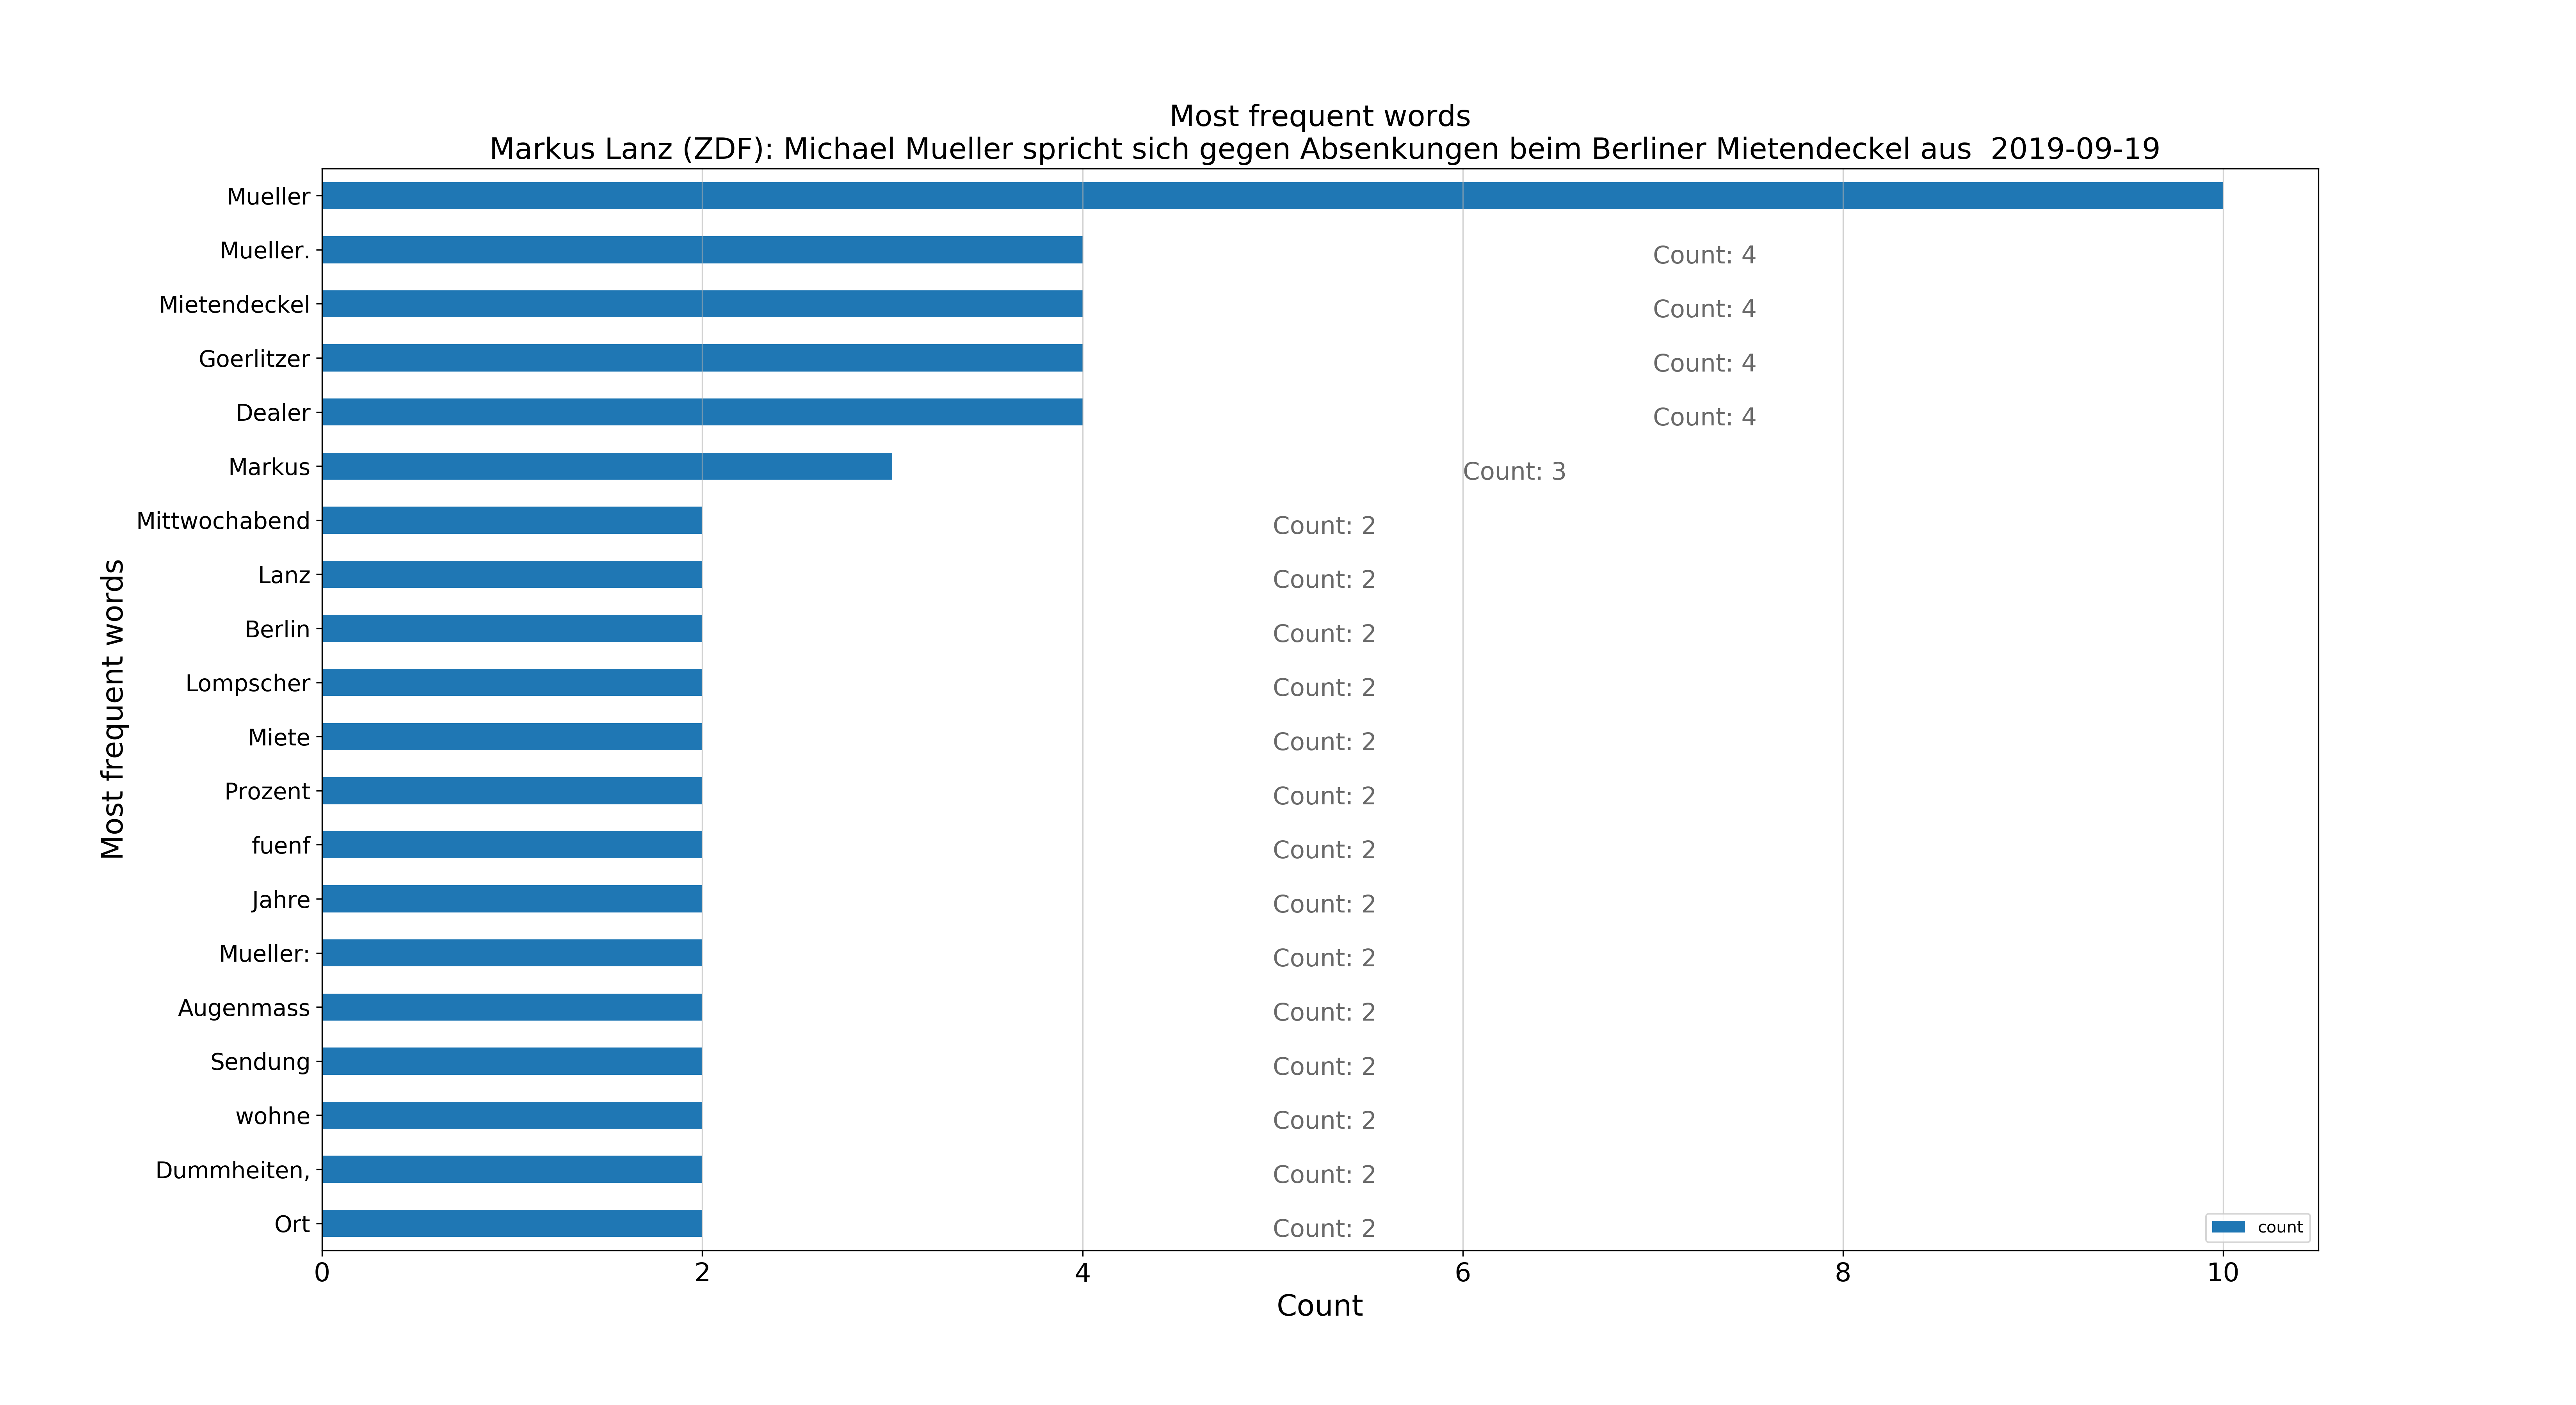 Most frequent words
Markus Lanz (ZDF): Michael Mueller spricht sich gegen Absenkungen beim Berliner Mietendeckel aus  2019-09-19
Most frequent words
Mueller
Mueller. Count: 4
Mietendeckel Count: 4
Goerlitzer Count: 4
Dealer Count: 4
Markus Count: 3
Mittwochabend Count: 2
Lanz Count: 2
Berlin Count: 2
Lompscher Count: 2
Miete Count: 2
Prozent Count: 2
fuenf Count: 2
Jahre Count: 2
Mueller: Count: 2
Augenmass Count: 2
Sendung Count: 2
wohne Count: 2
Dummheiten, Count: 2
Ort Count: 2
count
0 2 4 6 8 10
Count